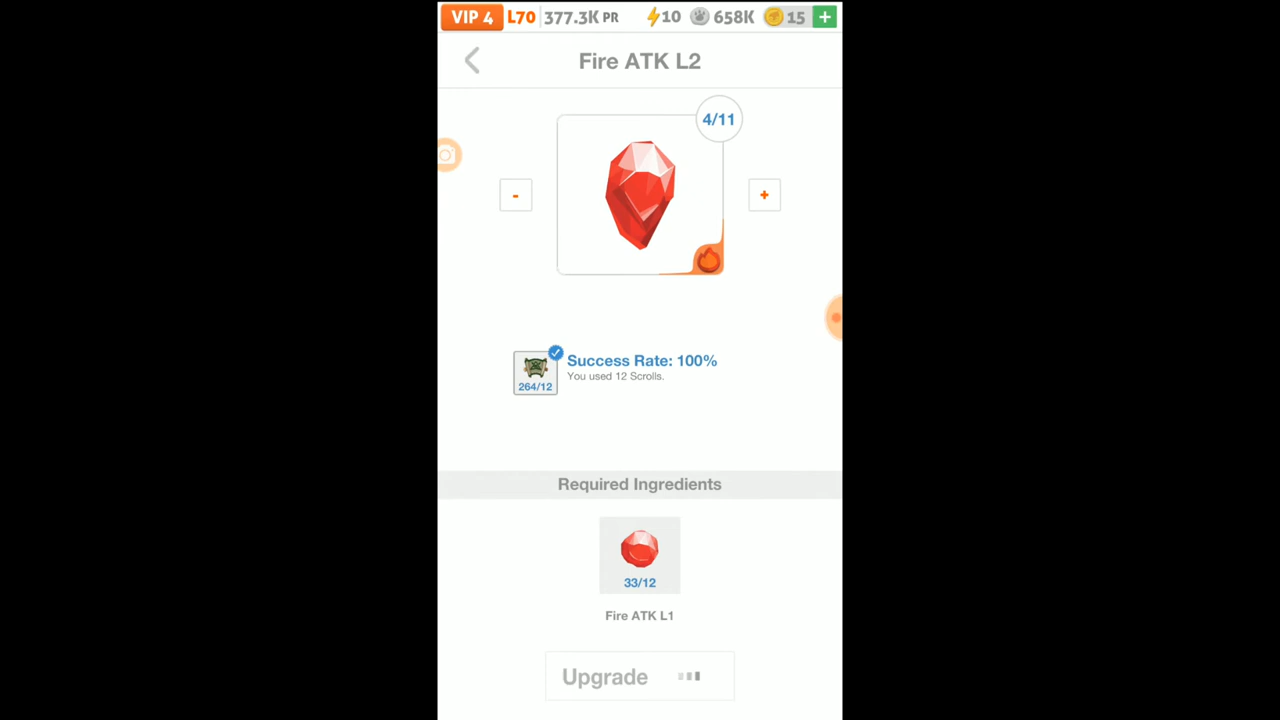 VIP 4 L70 377.3K PR 10 658K 15 +
Fire ATK L2
4/11
- +
Success Rate: 100%
You used 12 Scrolls.
264/12
Required Ingredients
33/12
Fire ATK L1
Upgrade